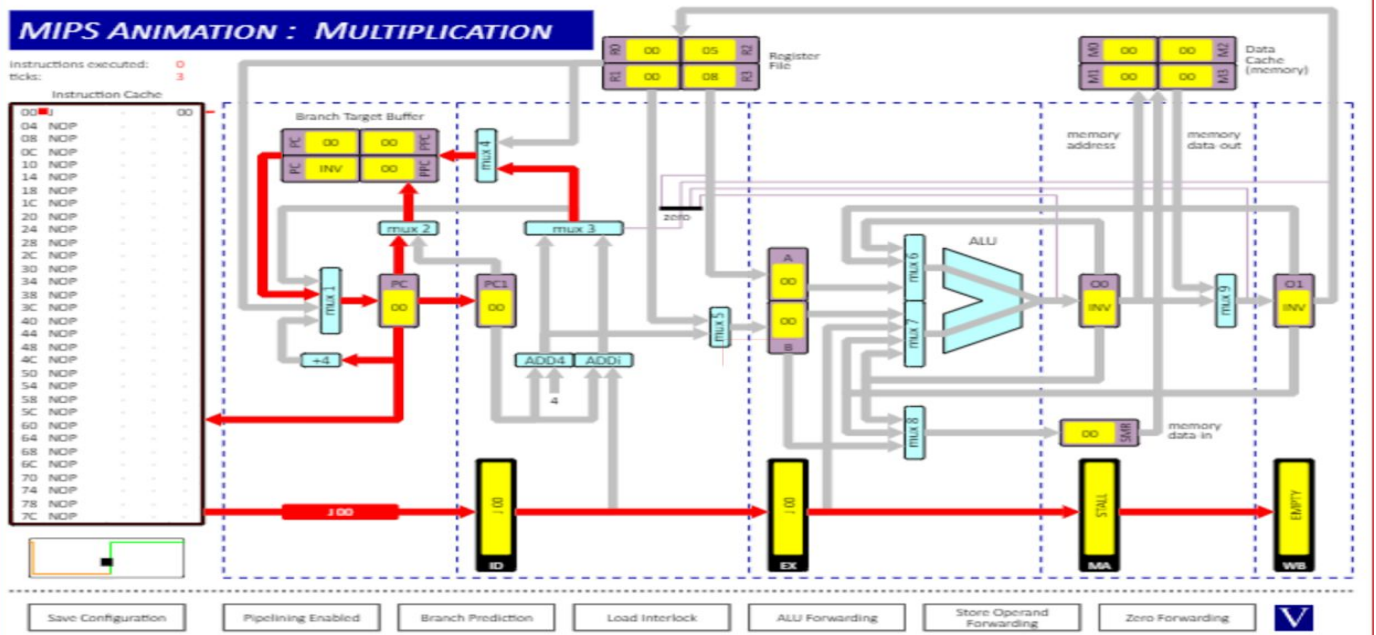 MIPS ANIMATION : MULTIPLICATION
instructions executed: 0
ticks: 3
Instruction Cache
00 J - - 00
04 NOP - - -
08 NOP - - -
0C NOP - - -
10 NOP - - -
14 NOP - - -
18 NOP - - -
1C NOP - - -
20 NOP - - -
24 NOP - - -
28 NOP - - -
2C NOP - - -
30 NOP - - -
34 NOP - - -
38 NOP - - -
3C NOP - - -
40 NOP - - -
44 NOP - - -
48 NOP - - -
4C NOP - - -
50 NOP - - -
54 NOP - - -
58 NOP - - -
5C NOP - - -
60 NOP - - -
64 NOP - - -
68 NOP - - -
6C NOP - - -
70 NOP - - -
74 NOP - - -
78 NOP - - -
7C NOP - - -
R0 00 05 R2
R1 00 08 R3
Register
File
M0 00 00 M2
M1 00 00 M3
Data
Cache
(memory)
Branch Target Buffer
PC 00 00 PPC
PC INV 00 PPC
mux 4
mux 2
mux 3
zero
memory
address
memory
data-out
mux 1
PC
00
PC1
00
+4
ADD4
ADDi
4
mux 5
A
00
00
B
mux 6
mux 7
ALU
O0
INV
mux 9
O1
INV
mux 8
00 SMR
memory
data-in
J 00
J 00
ID
J 00
EX
STALL
MA
EMPTY
WB
Save Configuration
Pipelining Enabled
Branch Prediction
Load Interlock
ALU Forwarding
Store Operand
Forwarding
Zero Forwarding
V